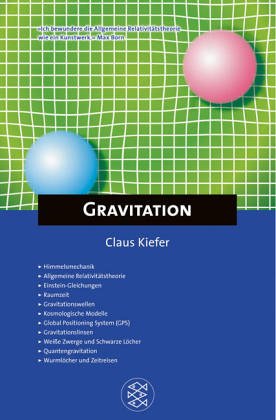 »Ich bewundere die Allgemeine Relativitätstheorie
wie ein Kunstwerk.« Max Born
GRAVITATION
Claus Kiefer
▸ Himmelsmechanik
▸ Allgemeine Relativitätstheorie
▸ Einstein-Gleichungen
▸ Raumzeit
▸ Gravitationswellen
▸ Kosmologische Modelle
▸ Global Positioning System (GPS)
▸ Gravitationslinsen
▸ Weiße Zwerge und Schwarze Löcher
▸ Quantengravitation
▸ Wurmlöcher und Zeitreisen